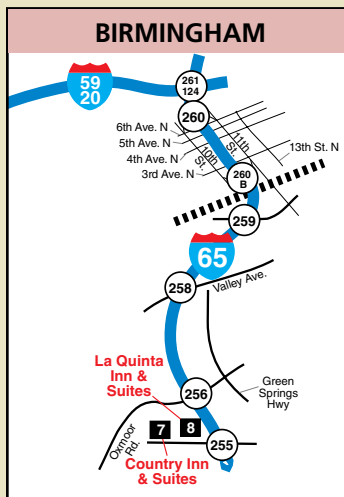 BIRMINGHAM
59
20
261
124
260
6th Ave. N
5th Ave. N
4th Ave. N
3rd Ave. N
10th
St.
11th
St.
13th St. N
260
B
259
65
258
Valley Ave.
La Quinta
Inn &
Suites
256
Green
Springs
Hwy
7
8
255
Oxmoor
Rd.
Country Inn
& Suites